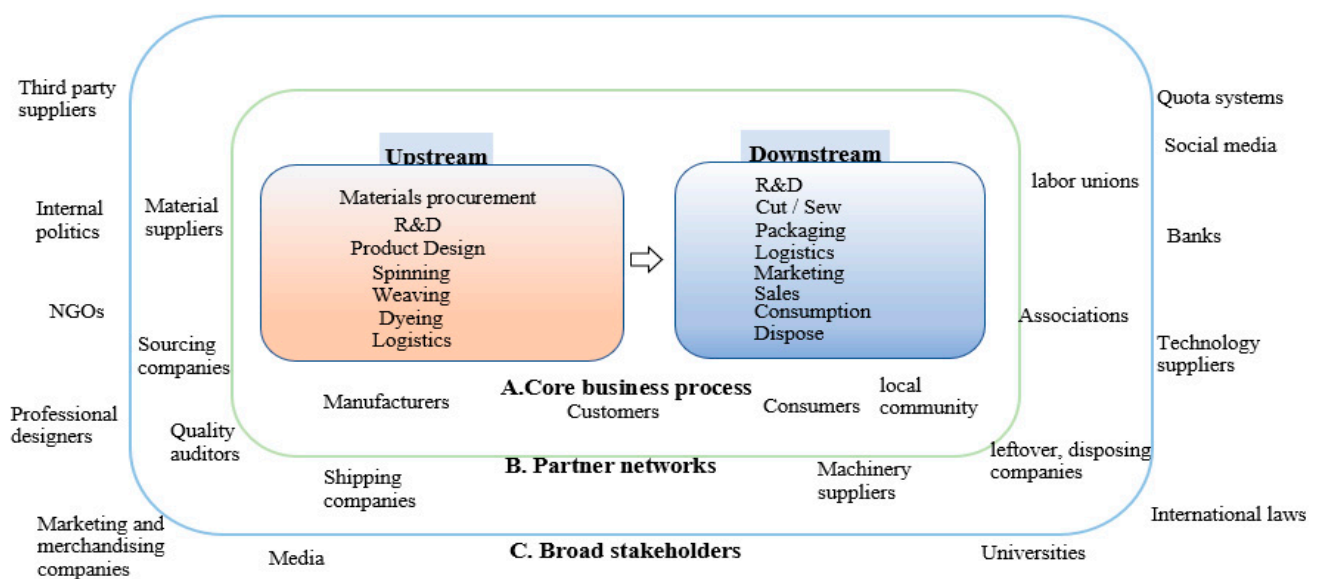 Third party
suppliers
Quota systems
Social media
Upstream
Downstream
Materials procurement
R&D
Product Design
Spinning
Weaving
Dyeing
Logistics
R&D
Cut / Sew
Packaging
Logistics
Marketing
Sales
Consumption
Dispose
labor unions
Internal
politics
Material
suppliers
Banks
NGOs
Associations
Sourcing
companies
Technology
suppliers
A.Core business process
Manufacturers
Customers
Consumers
local
community
Professional
designers
Quality
auditors
B. Partner networks
Shipping
companies
Machinery
suppliers
leftover, disposing
companies
Marketing and
merchandising
companies
International laws
Media
C. Broad stakeholders
Universities